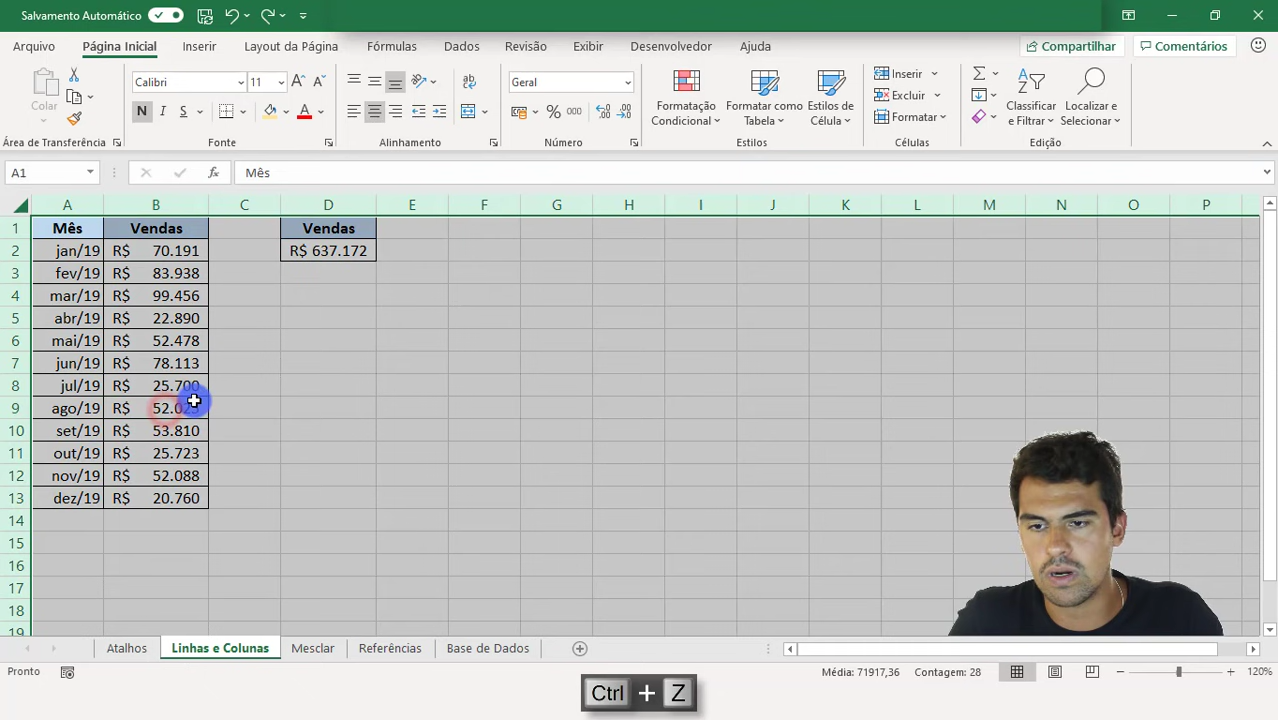 Salvamento Automático
Arquivo Página Inicial Inserir Layout da Página Fórmulas Dados Revisão Exibir Desenvolvedor Ajuda Compartilhar Comentários
Colar
Calibri 11
N I S
ab
Geral
% 000
Formatação Condicional
Formatar como Tabela
Estilos de Célula
Inserir
Excluir
Formatar
Classificar e Filtrar
Localizar e Selecionar
Área de Transferência Fonte Alinhamento Número Estilos Células Edição
A1 fx Mês
A B C D E F G H I J K L M N O P
1 Mês Vendas Vendas
2 jan/19 R$ 70.191 R$ 637.172
3 fev/19 R$ 83.938
4 mar/19 R$ 99.456
5 abr/19 R$ 22.890
6 mai/19 R$ 52.478
7 jun/19 R$ 78.113
8 jul/19 R$ 25.700
9 ago/19 R$
10 set/19 R$ 53.810
11 out/19 R$ 25.723
12 nov/19 R$ 52.088
13 dez/19 R$ 20.760
14
15
16
17
18
19
Atalhos Linhas e Colunas Mesclar Referências Base de Dados
Pronto Média: 71917,36 Contagem: 28 120%
Ctrl + Z